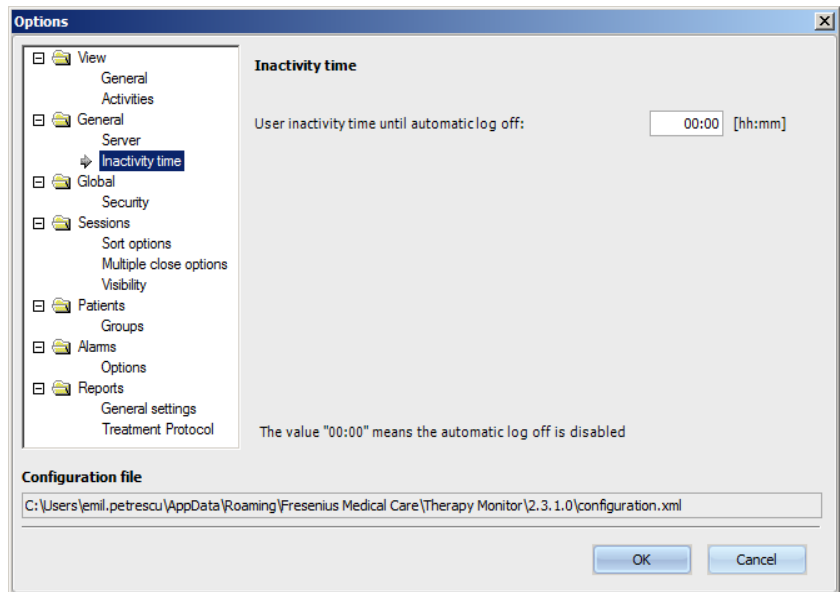 Options
View
General
Activities
General
Server
Inactivity time
Global
Security
Sessions
Sort options
Multiple close options
Visibility
Patients
Groups
Alarms
Options
Reports
General settings
Treatment Protocol
Inactivity time
User inactivity time until automatic log off: 00:00 [hh:mm]
The value "00:00" means the automatic log off is disabled
Configuration file
C:\Users\emil.petrescu\AppData\Roaming\Fresenius Medical Care\Therapy Monitor\2.3.1.0\configuration.xml
OK Cancel